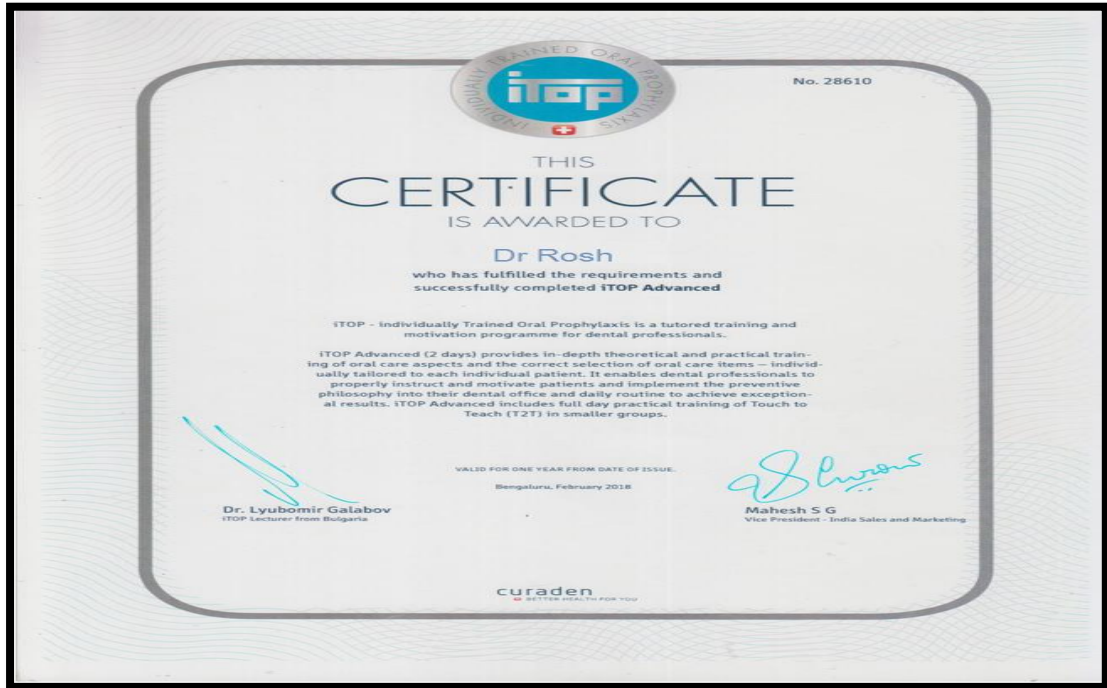 INDIVIDUALLY TRAINED ORAL PROPHYLAXIS
iTop
No. 28610
THIS
CERTIFICATE
IS AWARDED TO
Dr Rosh
who has fulfilled the requirements and
successfully completed iTOP Advanced
iTOP - individually Trained Oral Prophylaxis is a tutored training and
motivation programme for dental professionals.
iTOP Advanced (2 days) provides in-depth theoretical and practical train-
ing of oral care aspects and the correct selection of oral care items — individ-
ually tailored to each individual patient. It enables dental professionals to
properly instruct and motivate patients and implement the preventive
philosophy into their dental office and daily routine to achieve exception-
al results. iTOP Advanced includes full day practical training of Touch to
Teach (T2T) in smaller groups.
VALID FOR ONE YEAR FROM DATE OF ISSUE.
Bengaluru, February 2018
Dr. Lyubomir Galabov
iTOP Lecturer from Bulgaria
Mahesh S G
Vice President - India Sales and Marketing
curaden
BETTER HEALTH FOR YOU